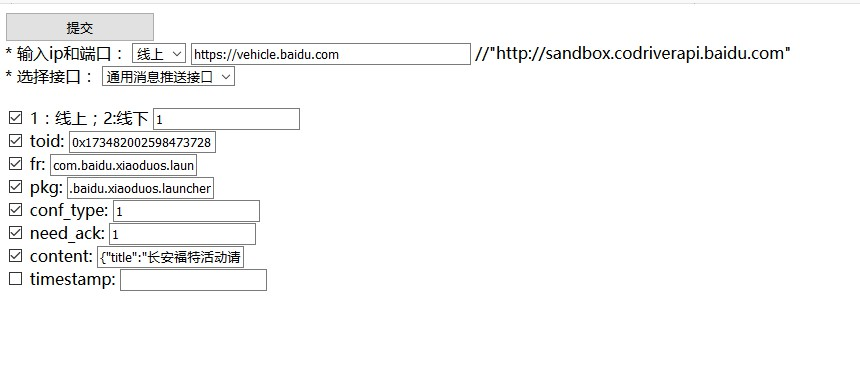 提交
* 输入ip和端口： 线上 https://vehicle.baidu.com //"http://sandbox.codriverapi.baidu.com"
* 选择接口： 通用消息推送接口
1：线上；2:线下 1
toid: 0x173482002598473728
fr: com.baidu.xiaoduos.laun
pkg: .baidu.xiaoduos.launcher
conf_type: 1
need_ack: 1
content: {"title":"长安福特活动请
timestamp: